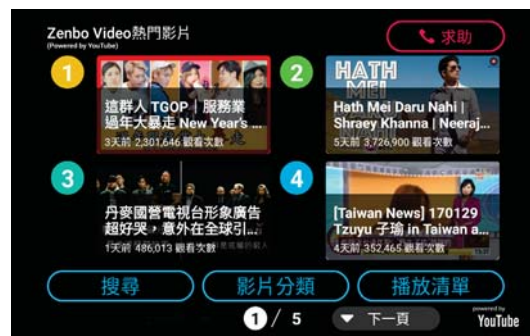 Zenbo Video熱門影片
(Powered by YouTube)
求助
1
這群人 TGOP｜服務業
過年大暴走 New Year's ...
3天前 2,301,646 觀看次數
2
HATH
MEI
Hath Mei Daru Nahi |
Shraey Khanna | Neeraj...
5天前 3,726,900 觀看次數
3
丹麥國營電視台形象廣告
超好哭，意外在全球引...
1天前 486,013 觀看次數
4
[Taiwan News] 170129
Tzuyu 子瑜 in Taiwan a...
4天前 352,465 觀看次數
搜尋
影片分類
播放清單
1 / 5
下一頁
powered by
YouTube